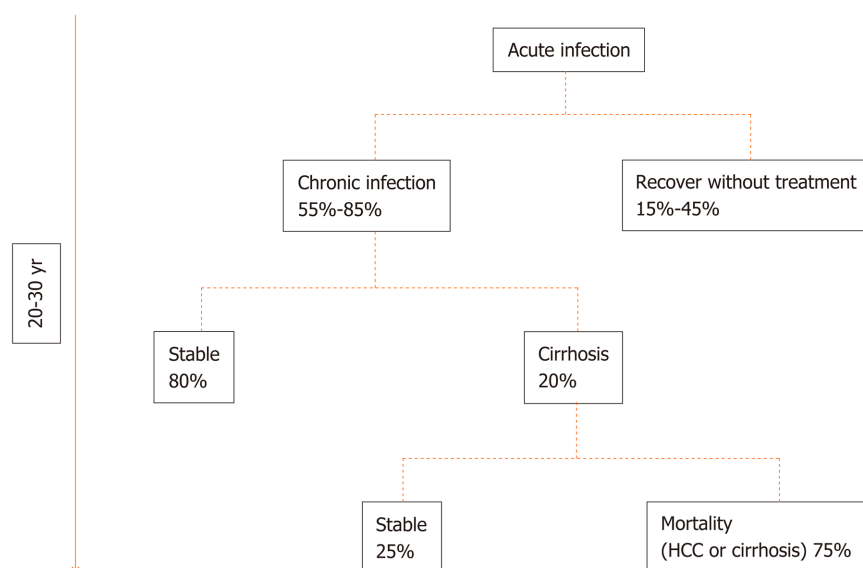 Acute infection
Chronic infection
55%-85%
Recover without treatment
15%-45%
20-30 yr
Stable
80%
Cirrhosis
20%
Stable
25%
Mortality
(HCC or cirrhosis) 75%